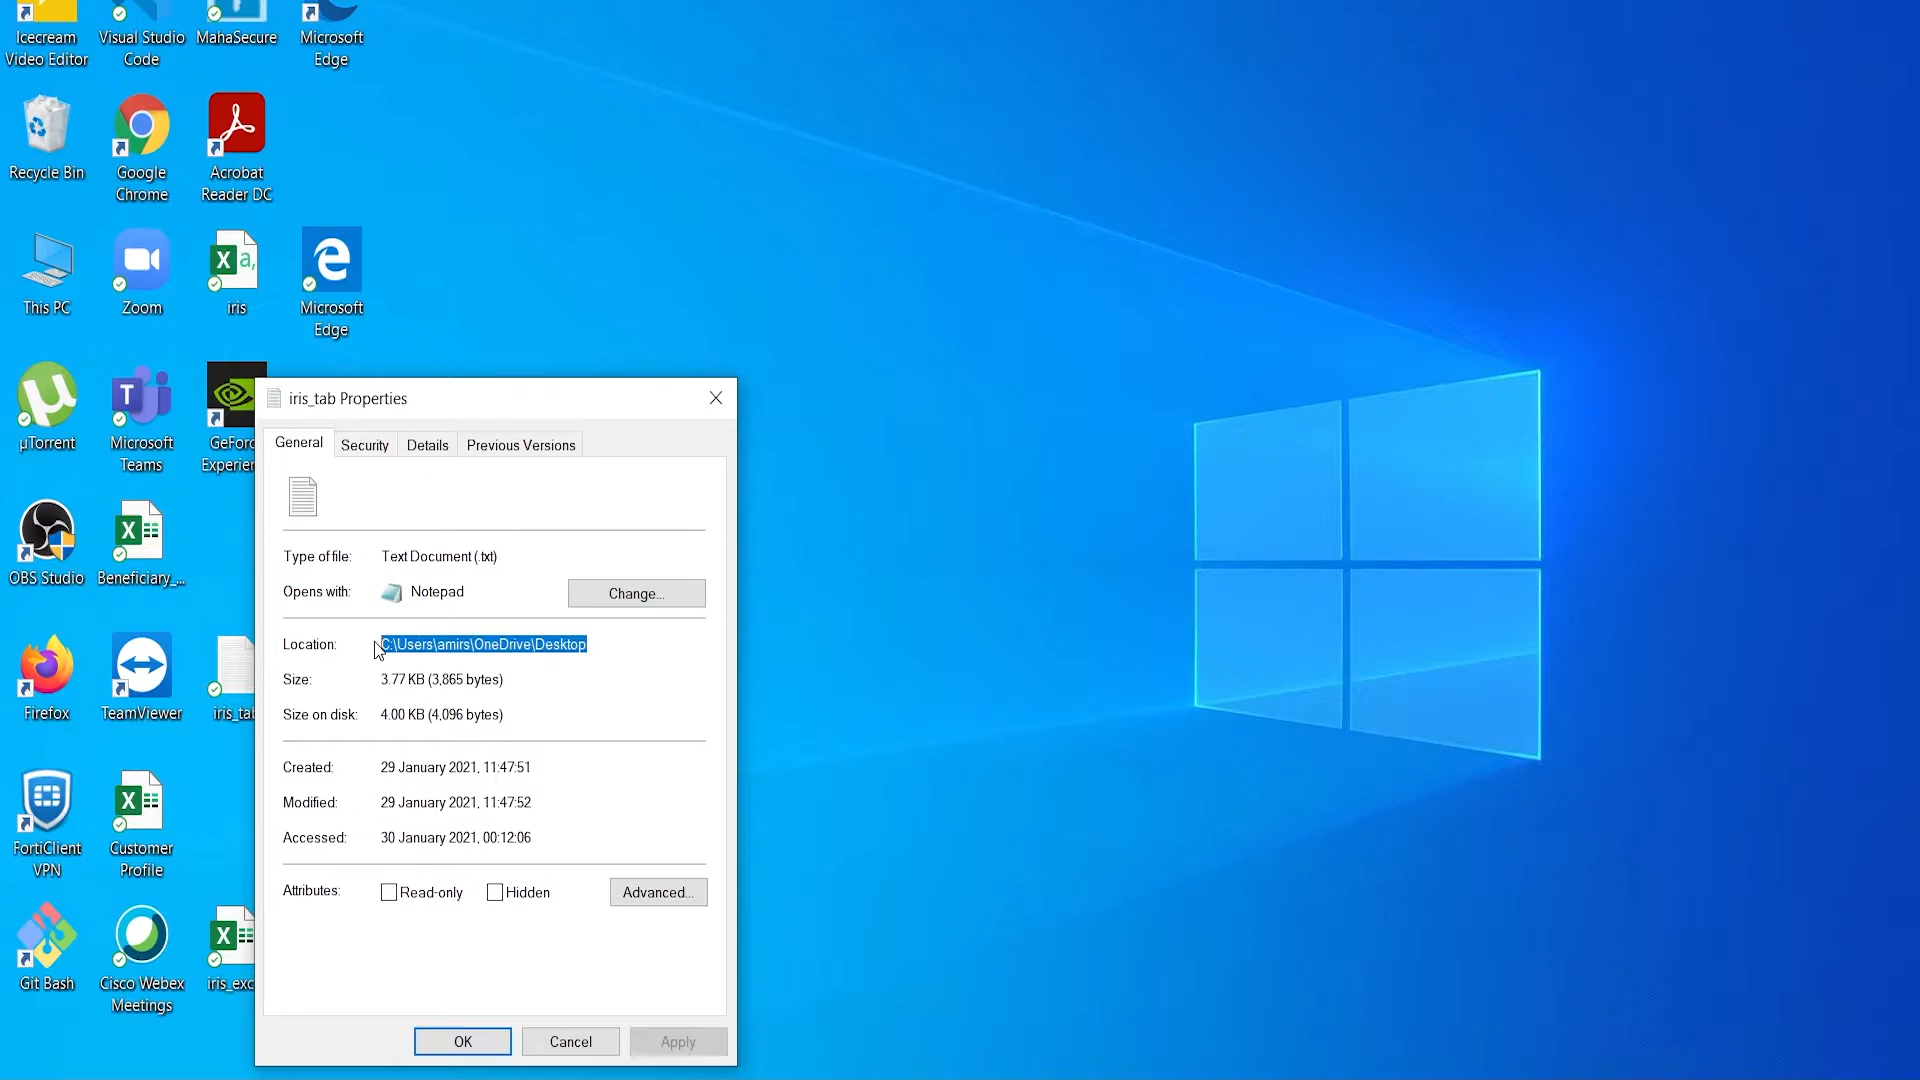 Icecream
Video Editor
Visual Studio
Code
MahaSecure
Microsoft
Edge
Recycle Bin
Google
Chrome
Acrobat
Reader DC
This PC
Zoom
iris
Microsoft
Edge
µTorrent
Microsoft
Teams
GeForc
Experien
OBS Studio
Beneficiary_...
Firefox
TeamViewer
iris_tab
FortiClient
VPN
Customer
Profile
Git Bash
Cisco Webex
Meetings
iris_exc
iris_tab Properties
General
Security
Details
Previous Versions
Type of file: Text Document (.txt)
Opens with: Notepad Change...
Location: C:\Users\amirs\OneDrive\Desktop
Size: 3.77 KB (3,865 bytes)
Size on disk: 4.00 KB (4,096 bytes)
Created: 29 January 2021, 11:47:51
Modified: 29 January 2021, 11:47:52
Accessed: 30 January 2021, 00:12:06
Attributes: Read-only Hidden Advanced...
OK Cancel Apply